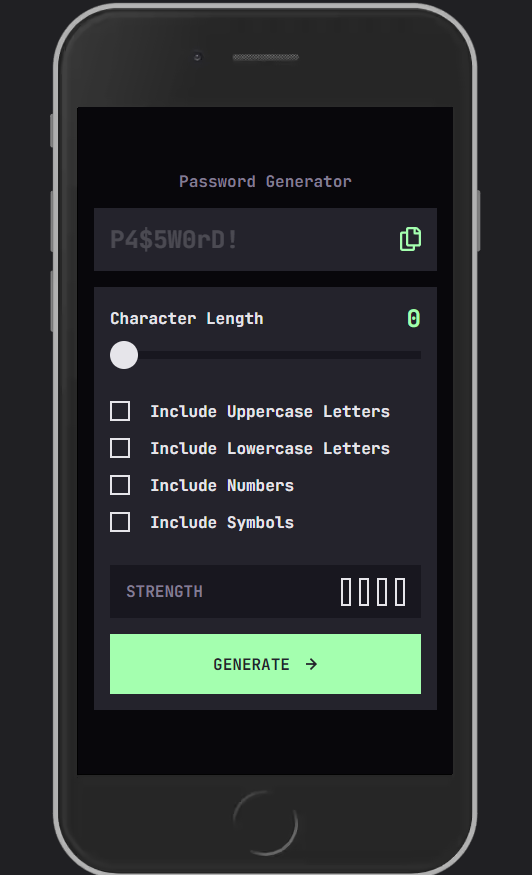 Password Generator
P4$5W0rD!
Character Length 0
Include Uppercase Letters
Include Lowercase Letters
Include Numbers
Include Symbols
STRENGTH
GENERATE →